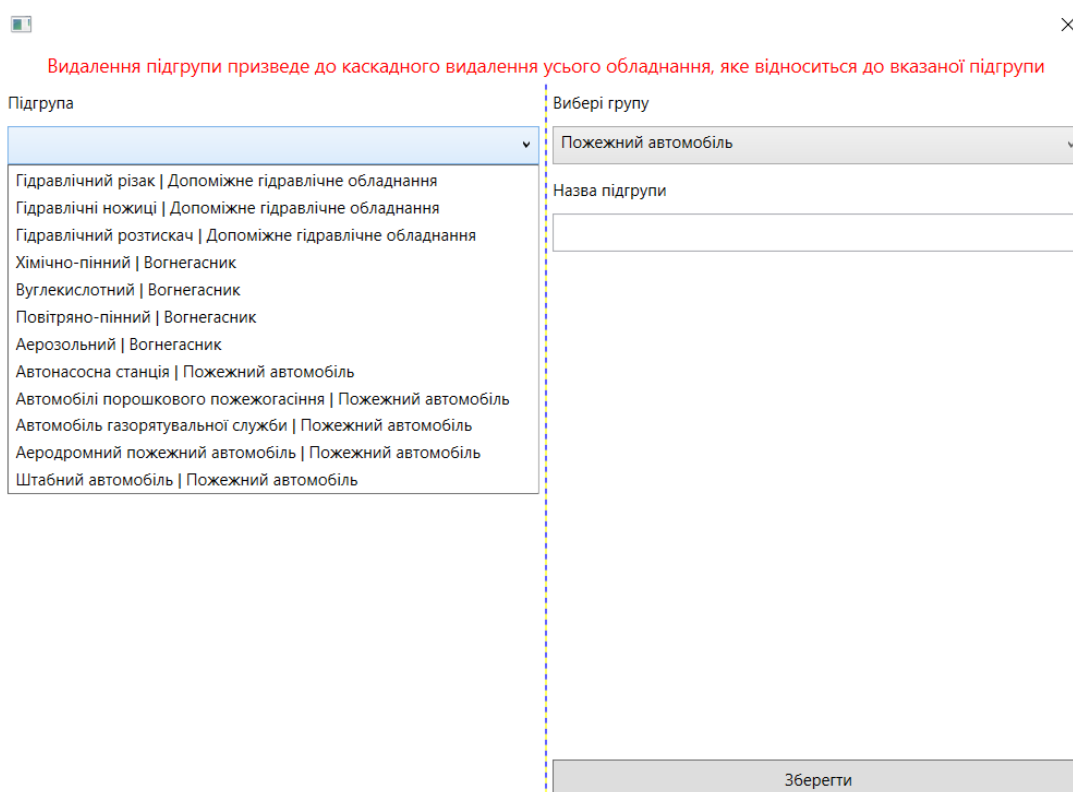 Видалення підгрупи призведе до каскадного видалення усього обладнання, яке відноситься до вказаної підгрупи
Підгрупа
Гідравлічний різак | Допоміжне гідравлічне обладнання
Гідравлічні ножиці | Допоміжне гідравлічне обладнання
Гідравлічний розтискач | Допоміжне гідравлічне обладнання
Хімічно-пінний | Вогнегасник
Вуглекислотний | Вогнегасник
Повітряно-пінний | Вогнегасник
Аерозольний | Вогнегасник
Автонасосна станція | Пожежний автомобіль
Автомобілі порошкового пожежогасіння | Пожежний автомобіль
Автомобіль газорятувальної служби | Пожежний автомобіль
Аеродромний пожежний автомобіль | Пожежний автомобіль
Штабний автомобіль | Пожежний автомобіль
Вибері групу
Пожежний автомобіль
Назва підгрупи
Зберегти